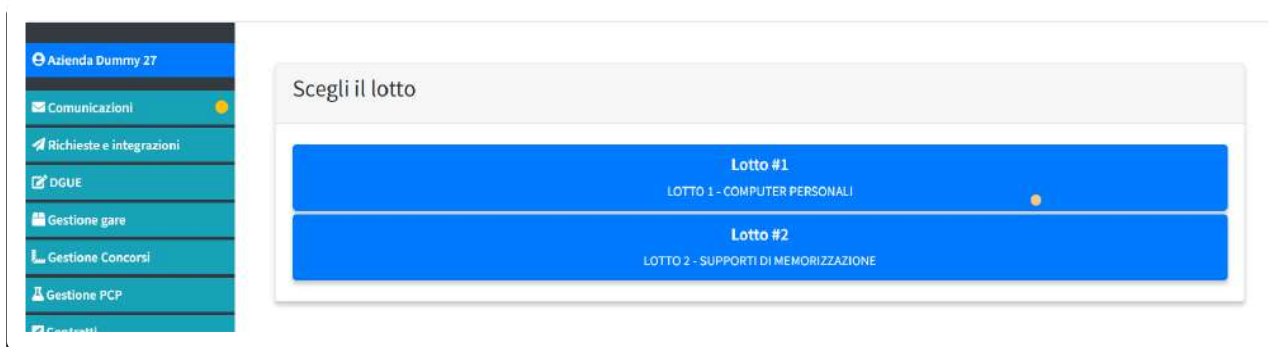 Azienda Dummy 27
Comunicazioni
Richieste e integrazioni
DGUE
Gestione gare
Gestione Concorsi
Gestione PCP
Contratti
Scegli il lotto
Lotto #1
LOTTO 1 - COMPUTER PERSONALI
Lotto #2
LOTTO 2 - SUPPORTI DI MEMORIZZAZIONE